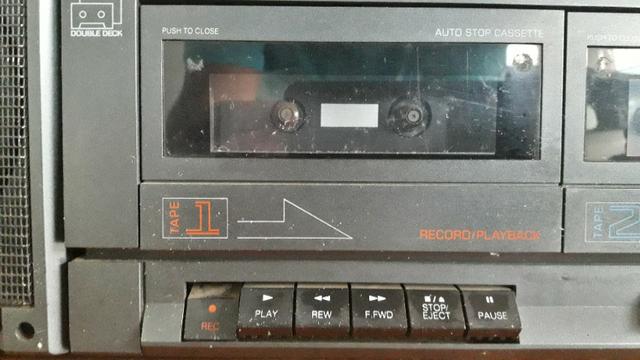 DOUBLE DECK
PUSH TO CLOSE
AUTO STOP CASSETTE
PUSH TO CLOSE
TAPE 1
RECORD/PLAYBACK
TAPE 2
REC
PLAY
REW
F.FWD
STOP/
EJECT
PAUSE